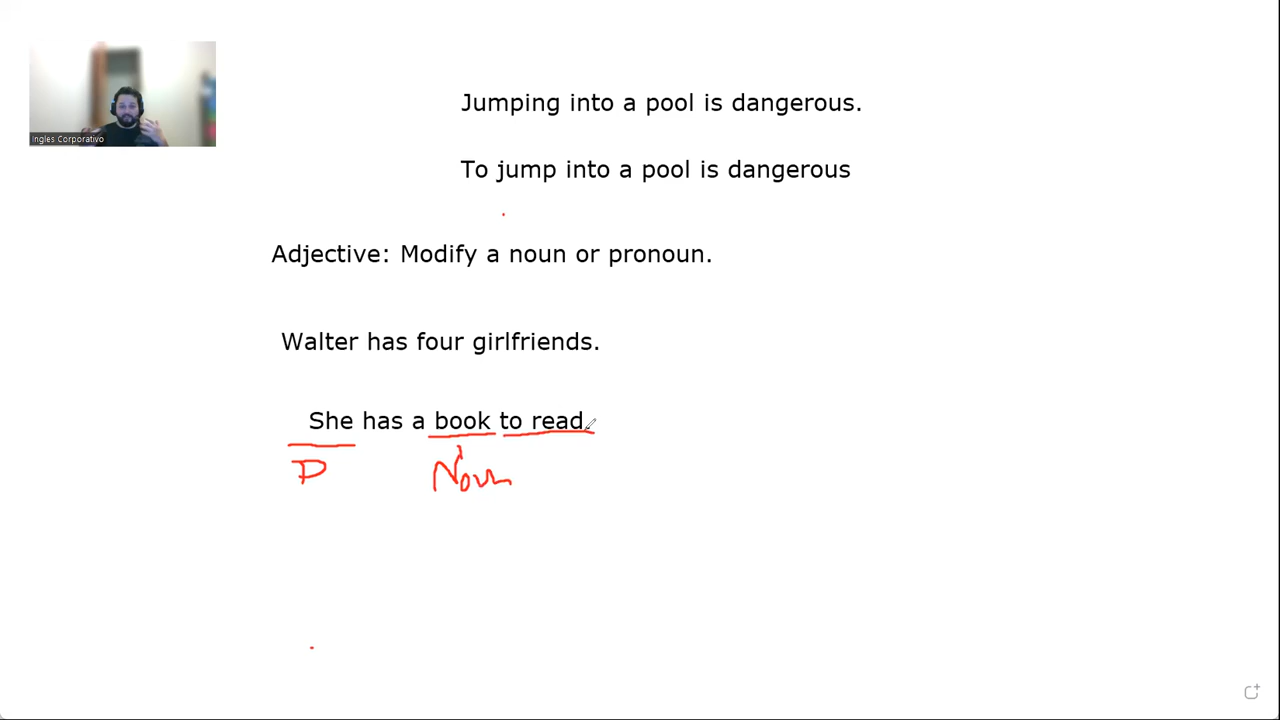 Ingles Corporativo
Jumping into a pool is dangerous.
To jump into a pool is dangerous
Adjective: Modify a noun or pronoun.
Walter has four girlfriends.
She has a book to read.
P Noun